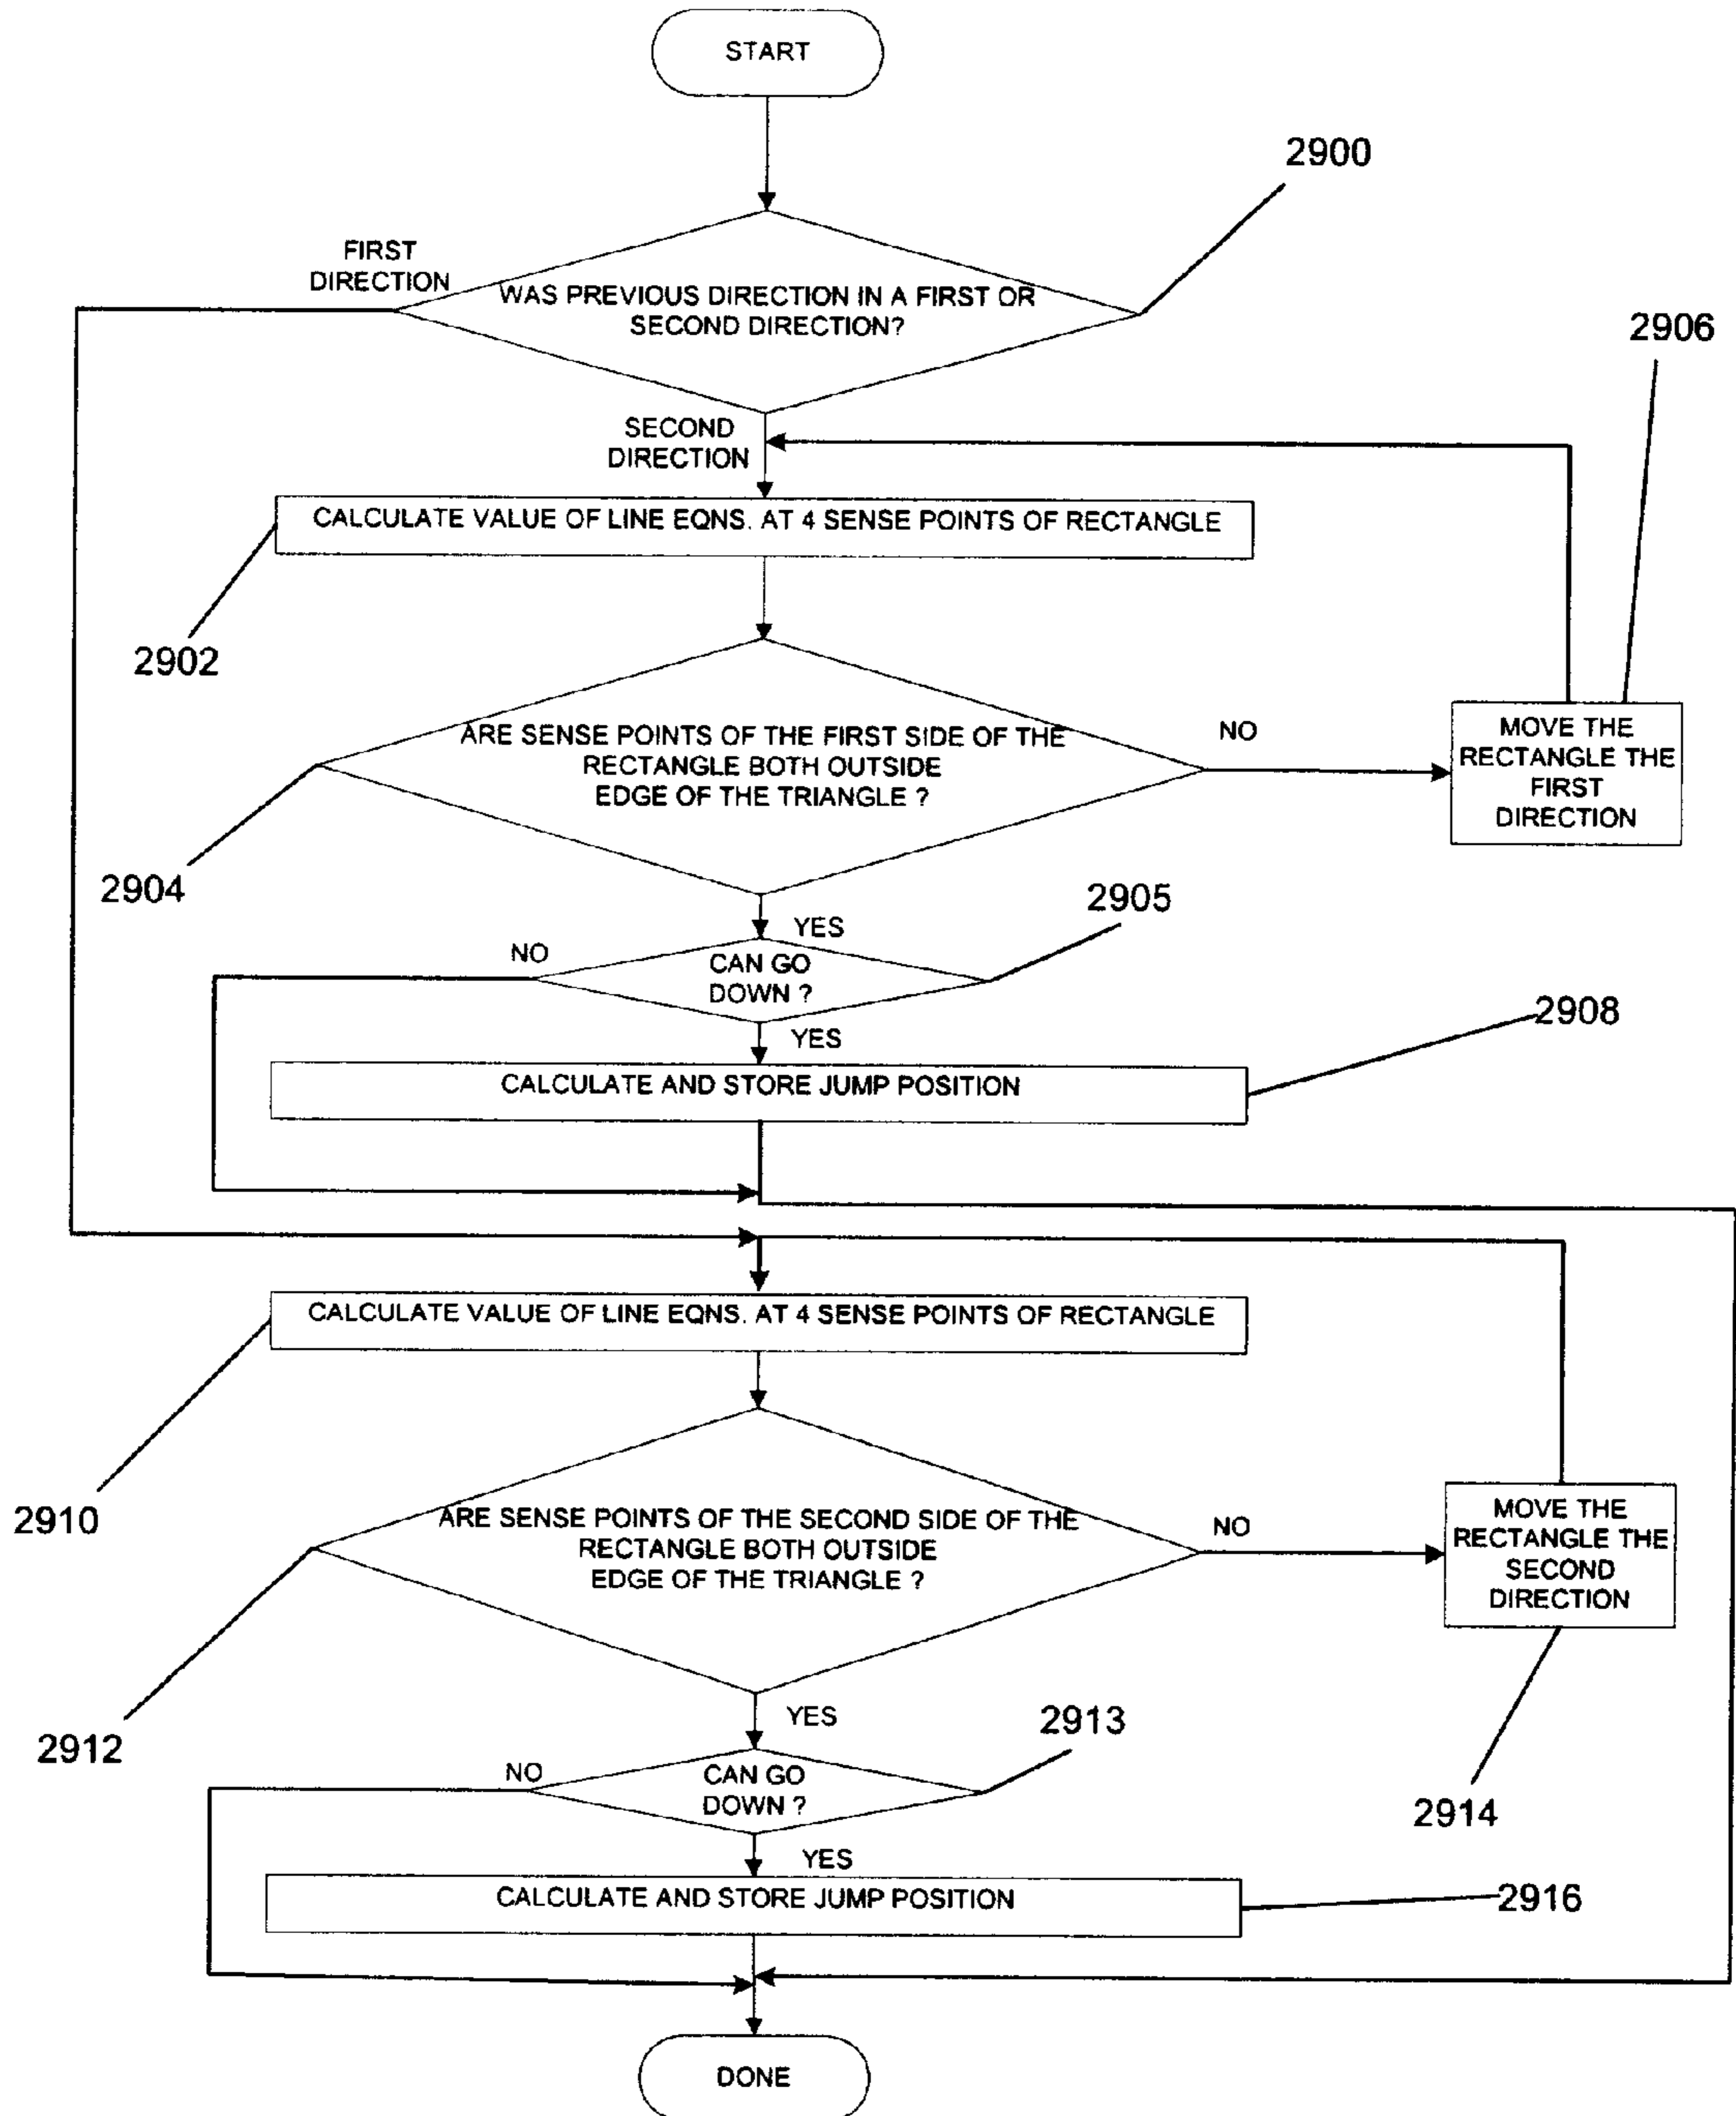 START
2900
FIRST
DIRECTION
WAS PREVIOUS DIRECTION IN A FIRST OR
SECOND DIRECTION?
2906
SECOND
DIRECTION
CALCULATE VALUE OF LINE EQNS. AT 4 SENSE POINTS OF RECTANGLE
2902
ARE SENSE POINTS OF THE FIRST SIDE OF THE
RECTANGLE BOTH OUTSIDE
EDGE OF THE TRIANGLE ?
NO
MOVE THE
RECTANGLE THE
FIRST
DIRECTION
2904
2905
YES
NO
CAN GO
DOWN ?
2908
YES
CALCULATE AND STORE JUMP POSITION
CALCULATE VALUE OF LINE EQNS. AT 4 SENSE POINTS OF RECTANGLE
2910
ARE SENSE POINTS OF THE SECOND SIDE OF THE
RECTANGLE BOTH OUTSIDE
EDGE OF THE TRIANGLE ?
NO
MOVE THE
RECTANGLE THE
SECOND
DIRECTION
2912
YES
2913
NO
CAN GO
DOWN ?
2914
YES
CALCULATE AND STORE JUMP POSITION
2916
DONE